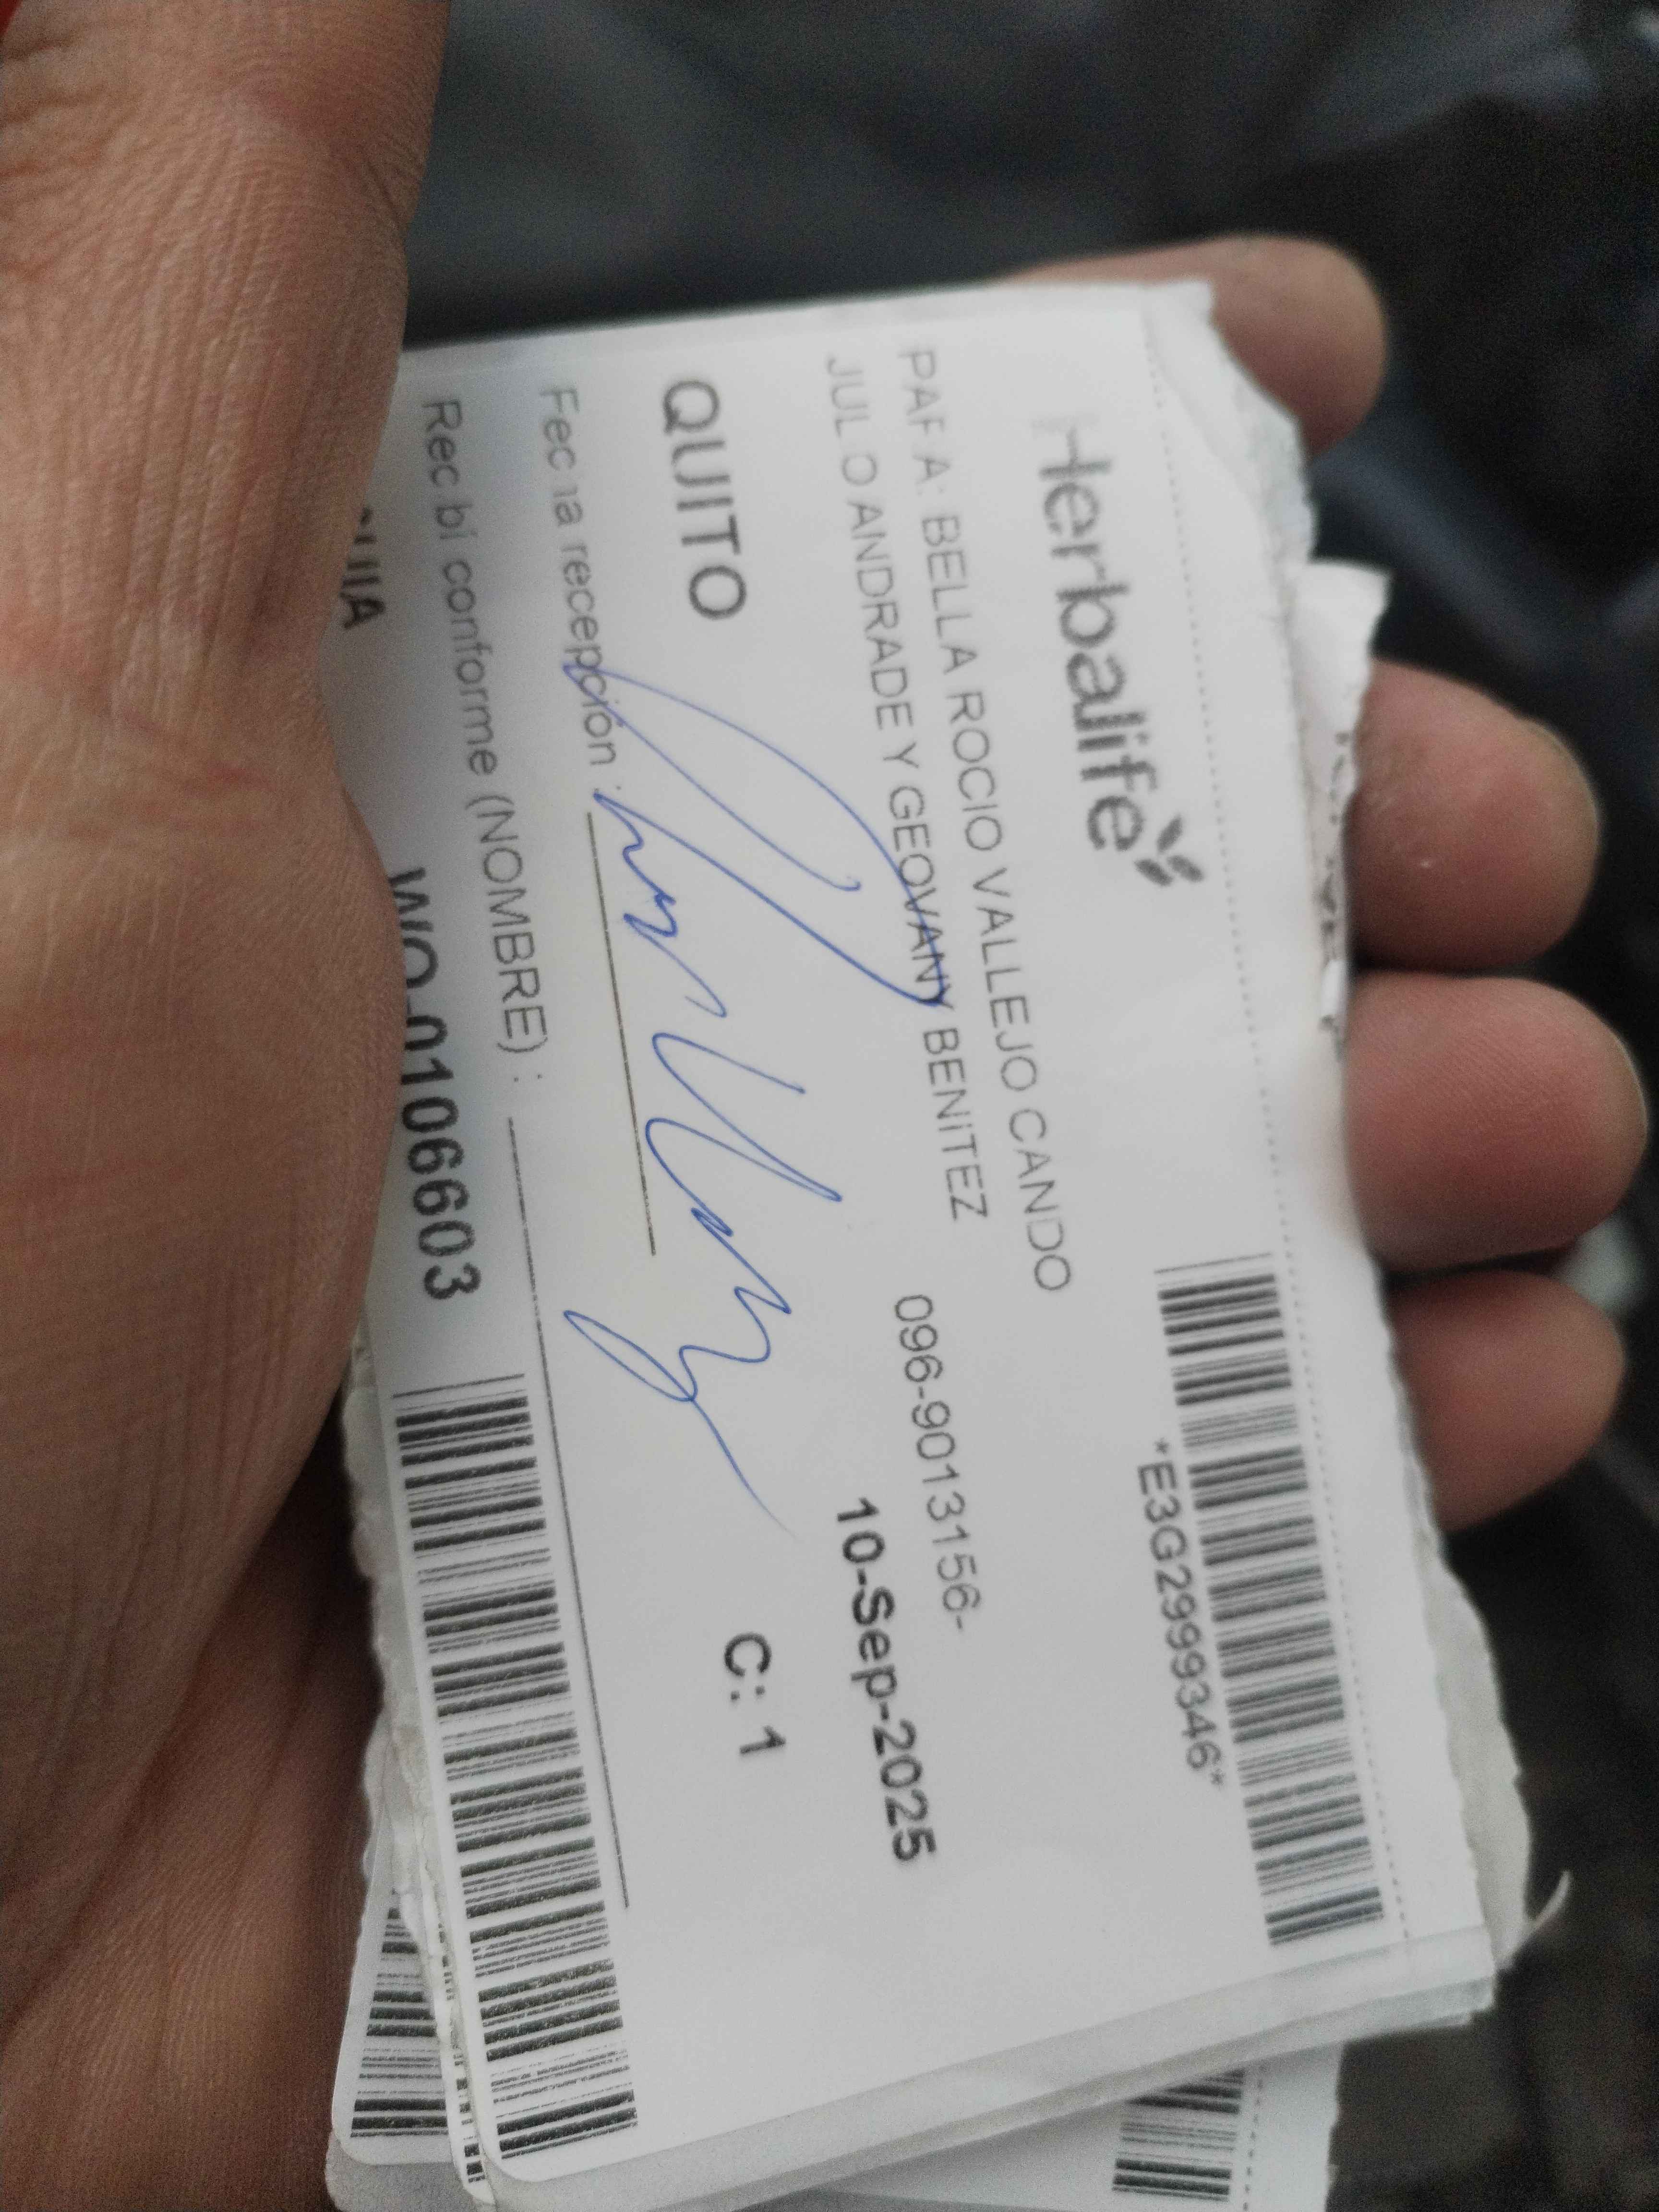 Herbalife
*E3G2999346*
PARA: BELLA ROCIO VALLEJO CANDO
JULIO ANDRADE Y GEOVANY BENITEZ
096-9013156-
10-Sep-2025
QUITO
C: 1
Fecha recepción :
Recibí conforme (NOMBRE) :
WO-0106603